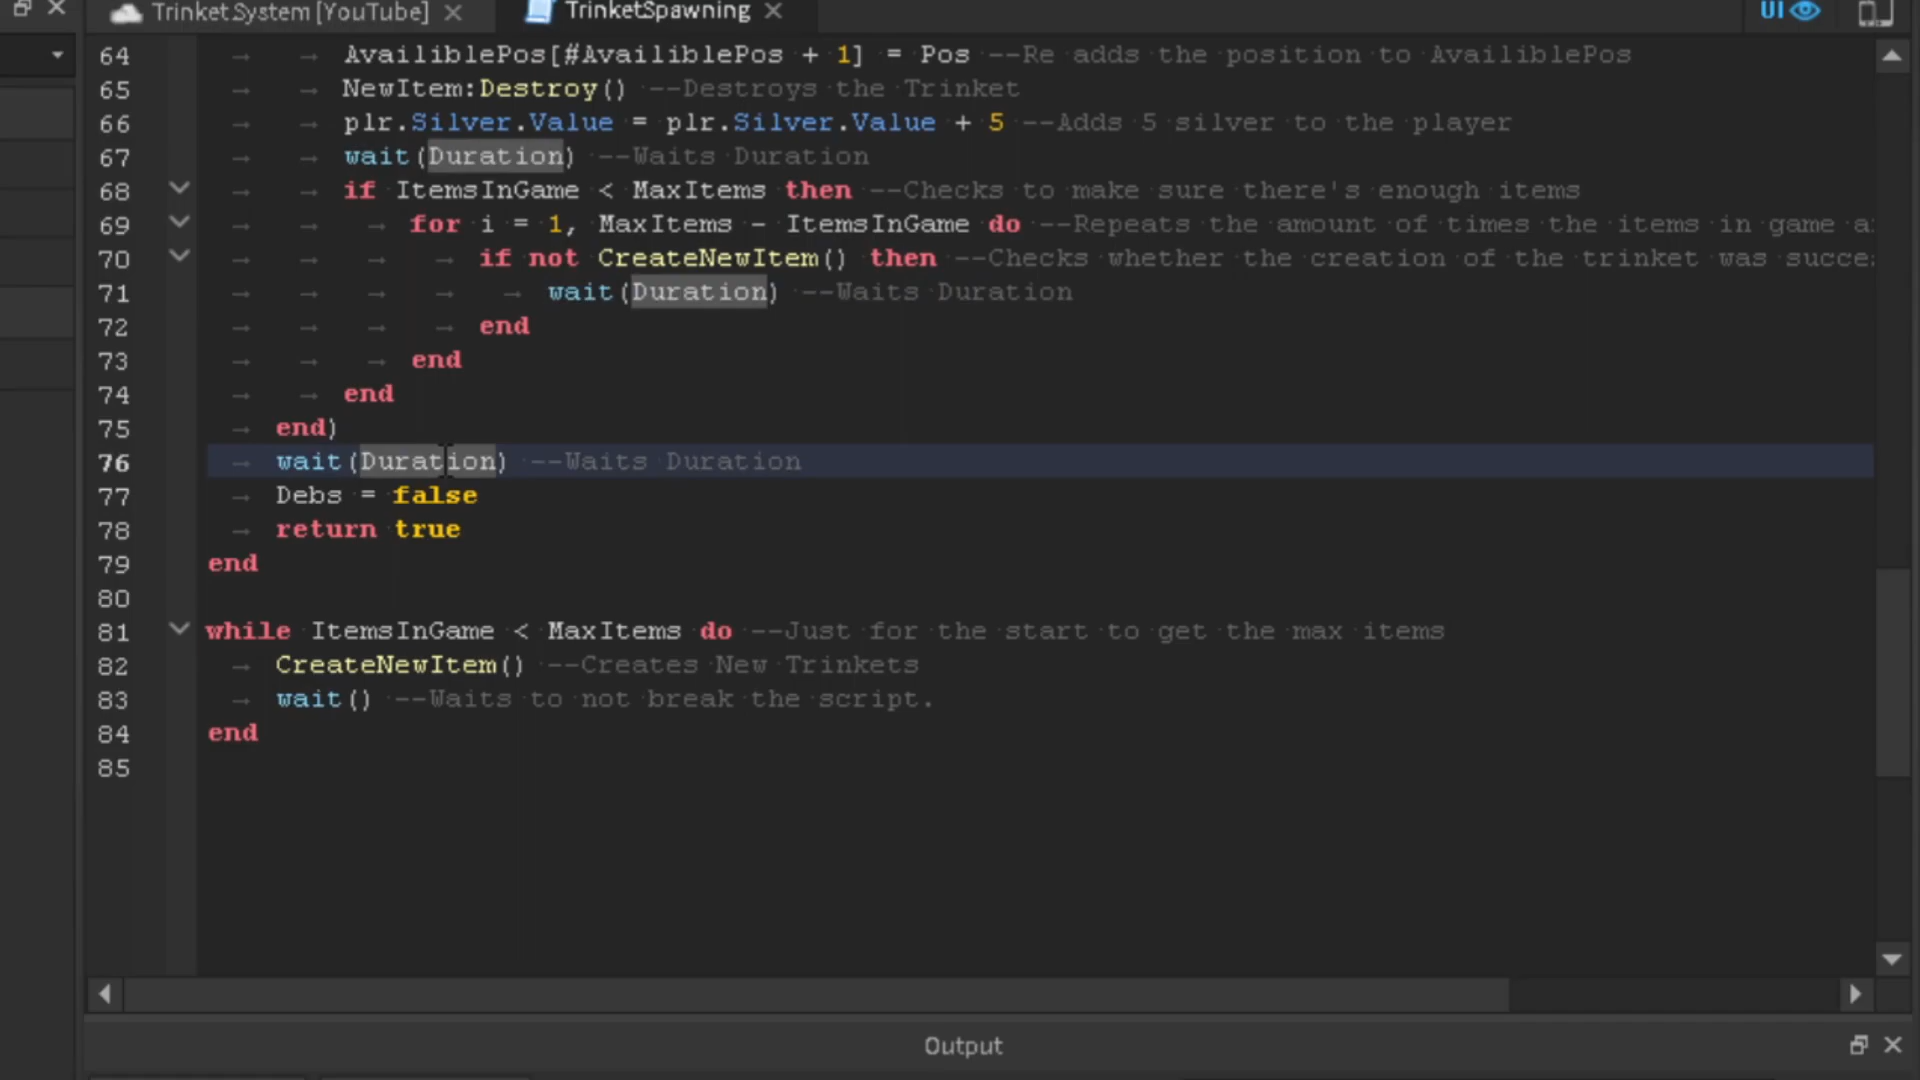 Trinket System [YouTube]
TrinketSpawning
UI
64 AvailiblePos[#AvailiblePos + 1] = Pos --Re adds the position to AvailiblePos
65 NewItem:Destroy() --Destroys the Trinket
66 plr.Silver.Value = plr.Silver.Value + 5 --Adds 5 silver to the player
67 wait(Duration) --Waits Duration
68 if ItemsInGame < MaxItems then --Checks to make sure there's enough items
69 for i = 1, MaxItems - ItemsInGame do --Repeats the amount of times the items in game a
70 if not CreateNewItem() then --Checks whether the creation of the trinket was succe
71 wait(Duration) --Waits Duration
72 end
73 end
74 end
75 end)
76 wait(Duration) --Waits Duration
77 Debs = false
78 return true
79 end
80
81 while ItemsInGame < MaxItems do --Just for the start to get the max items
82 CreateNewItem() --Creates New Trinkets
83 wait() --Waits to not break the script.
84 end
85
Output